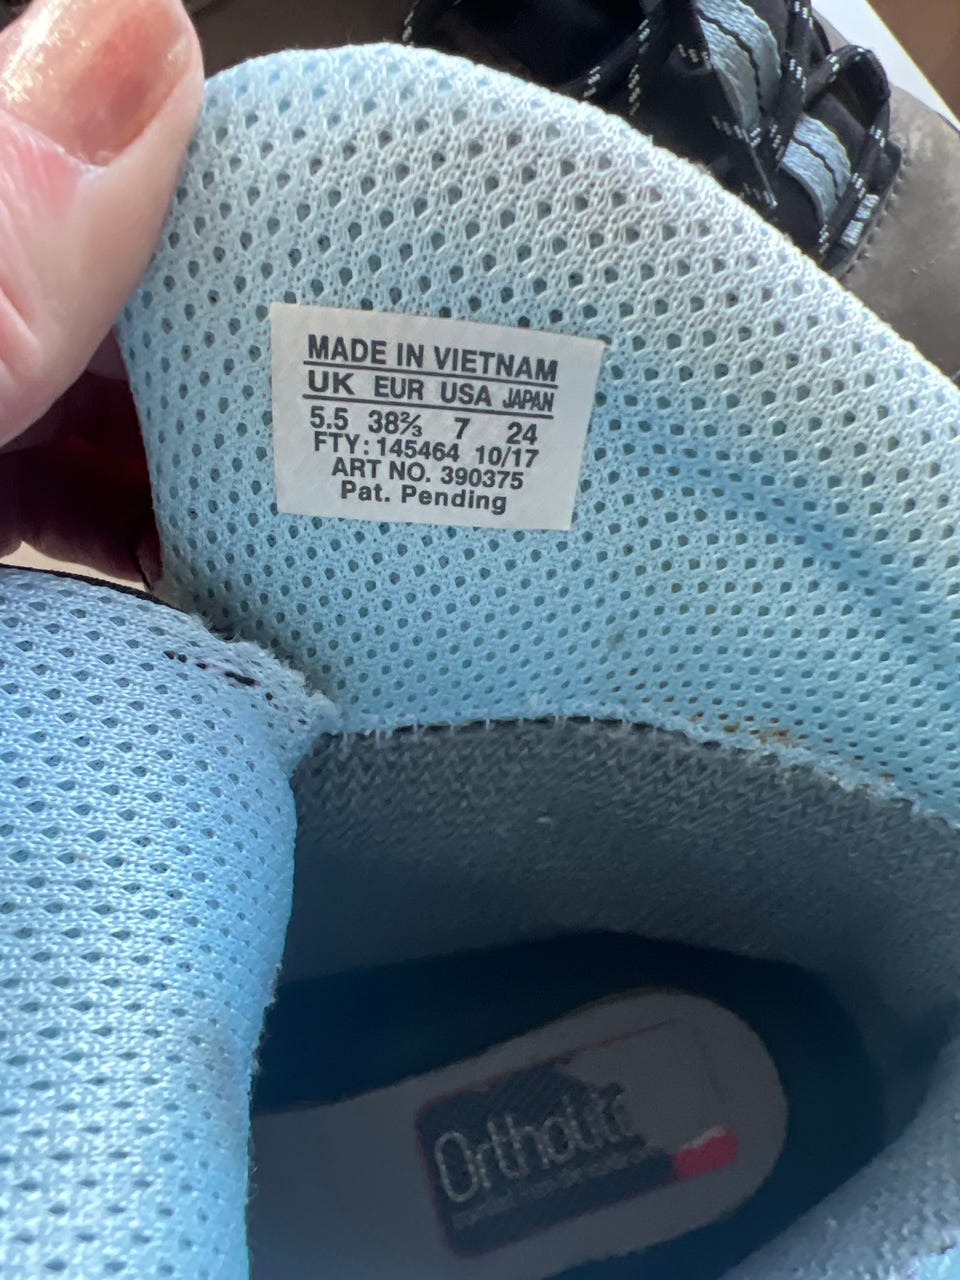 MADE IN VIETNAM
UK EUR USA JAPAN
5.5 38⅔ 7 24
FTY: 145464 10/17
ART NO. 390375
Pat. Pending
Ortholite